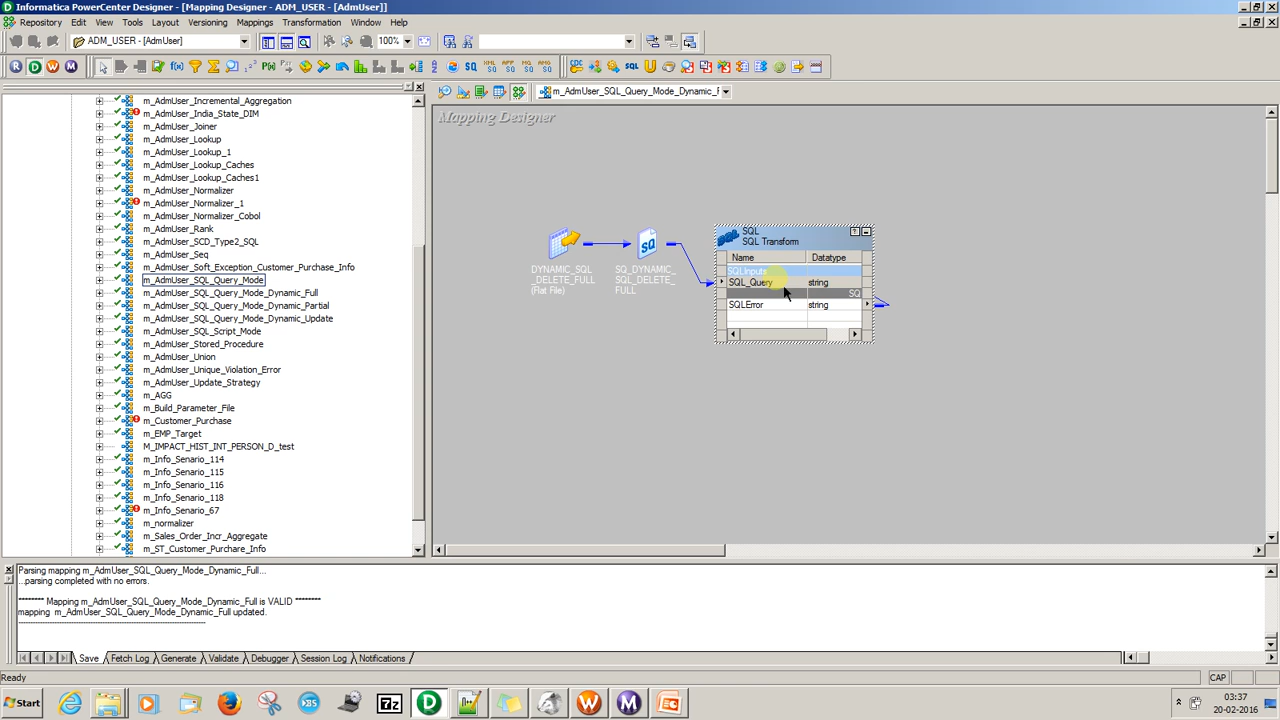 Informatica PowerCenter Designer - [Mapping Designer - ADM_USER - [AdmUser]]
Repository Edit View Tools Layout Versioning Mappings Transformation Window Help
ADM_USER - [AdmUser]
100%
m_AdmUser_SQL_Query_Mode_Dynamic_F
m_AdmUser_Incremental_Aggregation
m_AdmUser_India_State_DIM
m_AdmUser_Joiner
m_AdmUser_Lookup
m_AdmUser_Lookup_1
m_AdmUser_Lookup_Caches
m_AdmUser_Lookup_Caches1
m_AdmUser_Normalizer
m_AdmUser_Normalizer_1
m_AdmUser_Normalizer_Cobol
m_AdmUser_Rank
m_AdmUser_SCD_Type2_SQL
m_AdmUser_Seq
m_AdmUser_Soft_Exception_Customer_Purchase_Info
m_AdmUser_SQL_Query_Mode
m_AdmUser_SQL_Query_Mode_Dynamic_Full
m_AdmUser_SQL_Query_Mode_Dynamic_Partial
m_AdmUser_SQL_Query_Mode_Dynamic_Update
m_AdmUser_SQL_Script_Mode
m_AdmUser_Stored_Procedure
m_AdmUser_Union
m_AdmUser_Unique_Violation_Error
m_AdmUser_Update_Strategy
m_AGG
m_Build_Parameter_File
m_Customer_Purchase
m_EMP_Target
M_IMPACT_HIST_INT_PERSON_D_test
m_Info_Senario_114
m_Info_Senario_115
m_Info_Senario_116
m_Info_Senario_118
m_Info_Senario_67
m_normalizer
m_Sales_Order_Incr_Aggregate
m_ST_Customer_Purchare_Info
Mapping Designer
DYNAMIC_SQL
_DELETE_FULL
(Flat File)
SQ_DYNAMIC_
SQL_DELETE_
FULL
SQL
SQL Transform
Name Datatype
SQLInputs
SQL_Query string
SQ
SQLError string
Parsing mapping m_AdmUser_SQL_Query_Mode_Dynamic_Full...
...parsing completed with no errors.
******** Mapping m_AdmUser_SQL_Query_Mode_Dynamic_Full is VALID ********
mapping m_AdmUser_SQL_Query_Mode_Dynamic_Full updated.
Save Fetch Log Generate Validate Debugger Session Log Notifications
Ready
CAP
Start
03:37
20-02-2016